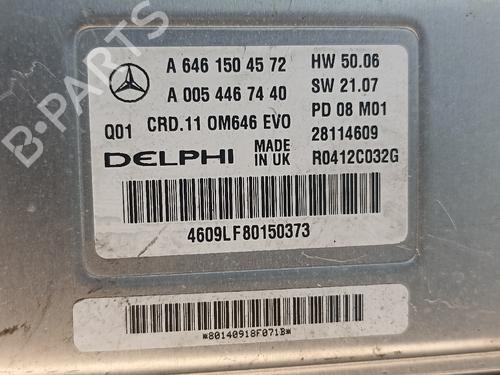 A 646 150 45 72 HW 50.06
A 005 446 74 40 SW 21.07
Q01 CRD.11 OM646 EVO PD 08 M01
28114609
DELPHI MADE IN UK R0412C032G
4609LF80150373
*80140918F071B*
B-PARTS